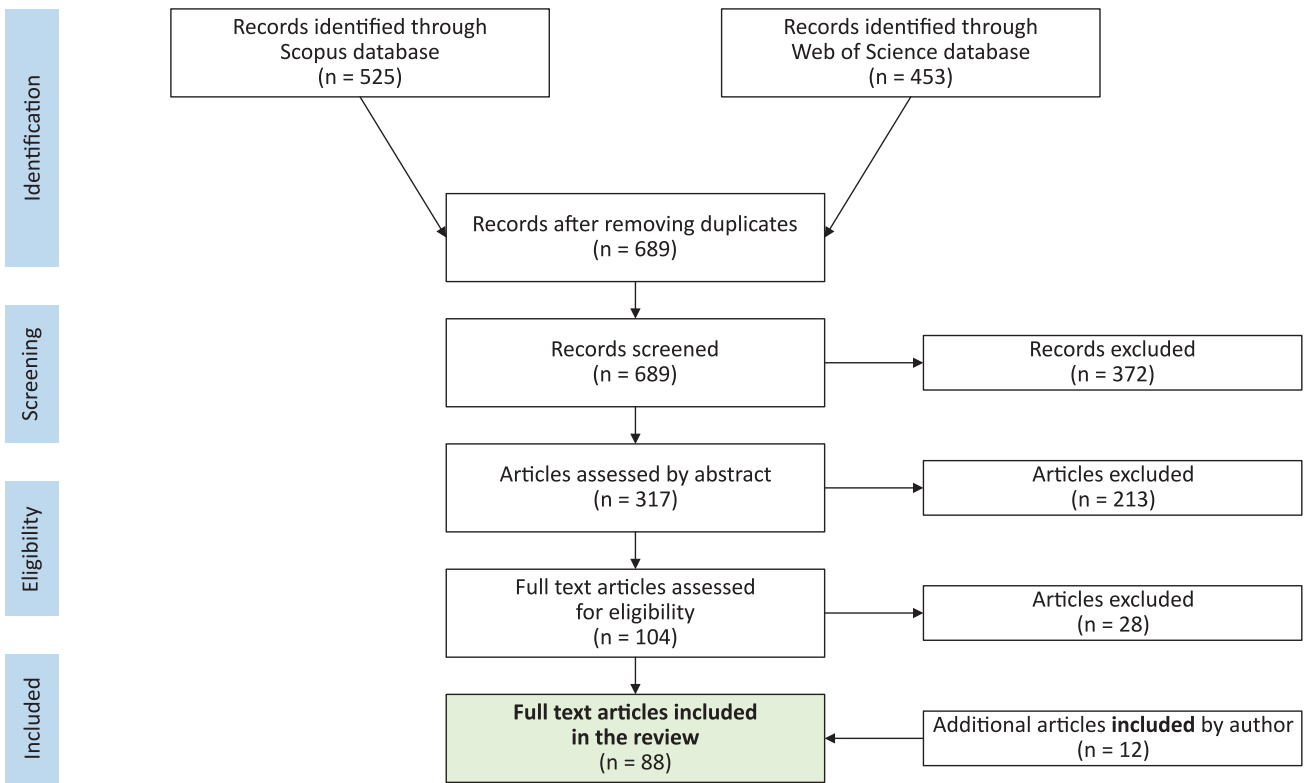 Identification
Records identified through
Scopus database
(n = 525)
Records identified through
Web of Science database
(n = 453)
Records after removing duplicates
(n = 689)
Screening
Records screened
(n = 689)
Records excluded
(n = 372)
Eligibility
Articles assessed by abstract
(n = 317)
Articles excluded
(n = 213)
Full text articles assessed
for eligibility
(n = 104)
Articles excluded
(n = 28)
Included
Full text articles included
in the review
(n = 88)
Additional articles included by author
(n = 12)